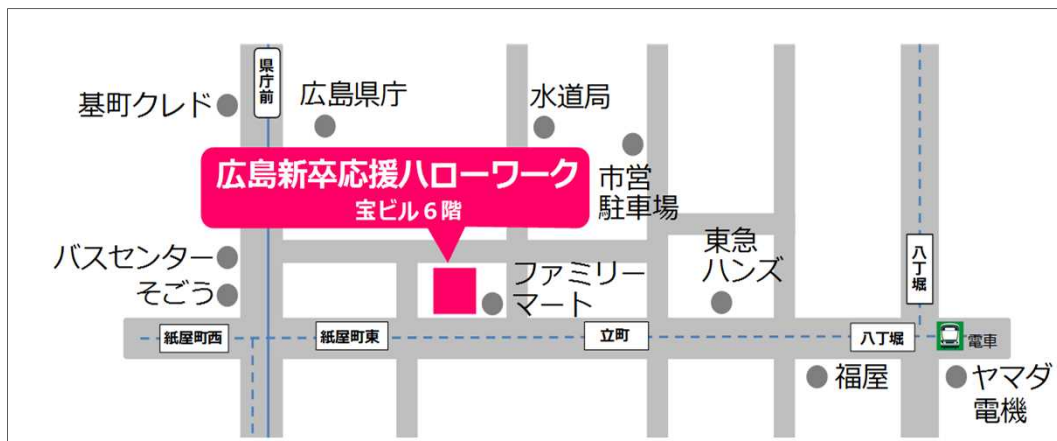 県庁前
基町クレド
広島県庁
水道局
広島新卒応援ハローワーク
宝ビル6階
市営
駐車場
バスセンター
そごう
ファミリー
マート
東急
ハンズ
八丁堀
紙屋町西
紙屋町東
立町
八丁堀
電車
福屋
ヤマダ
電機